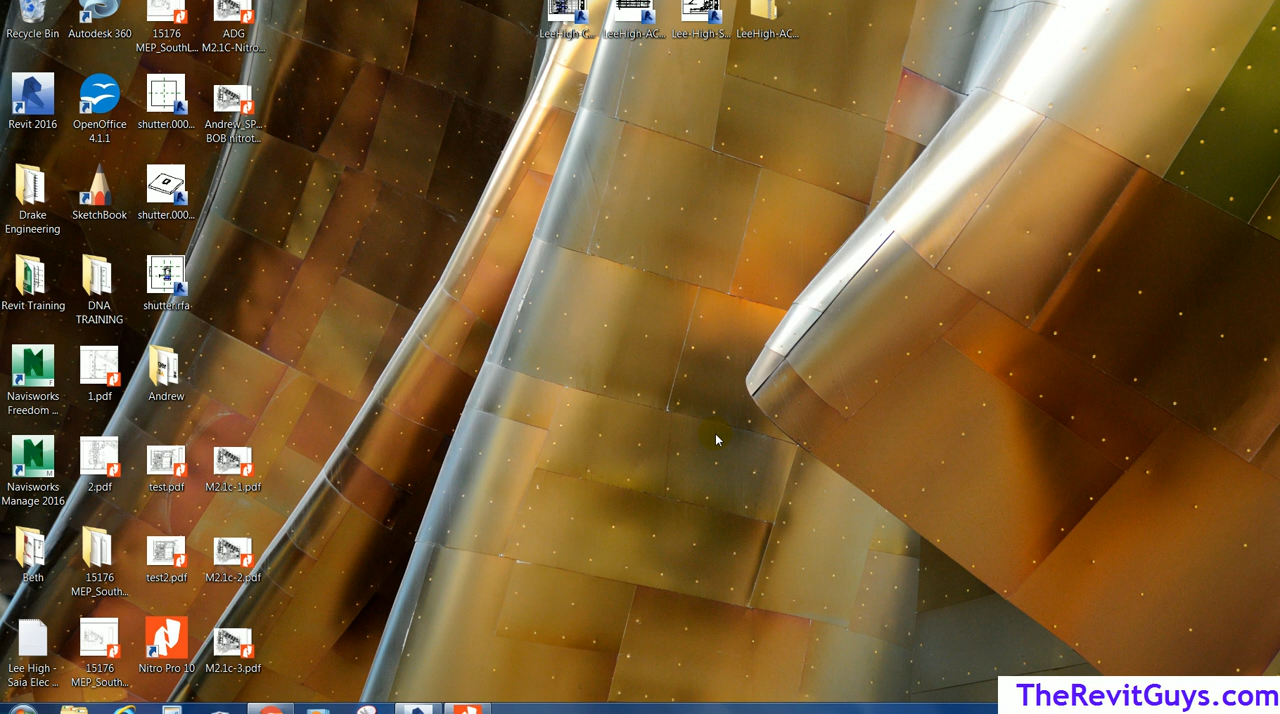 Recycle Bin
Autodesk 360
15176
MEP_SouthL...
ADG
M2.1C-Nitro...
LeeHigh-C...
LeeHigh-AC...
Lee-High-S...
LeeHigh-AC...
Revit 2016
OpenOffice
4.1.1
shutter.000...
Andrew_SP...
BOB nitrot...
Drake
Engineering
SketchBook
shutter.000...
Revit Training
DNA
TRAINING
shutter.rfa
Navisworks
Freedom ...
1.pdf
Andrew
Navisworks
Manage 2016
2.pdf
test.pdf
M2.1c-1.pdf
Beth
15176
MEP_South...
test2.pdf
M2.1c-2.pdf
Lee High -
Saia Elec ...
15176
MEP_South...
Nitro Pro 10
M2.1c-3.pdf
TheRevitGuys.com